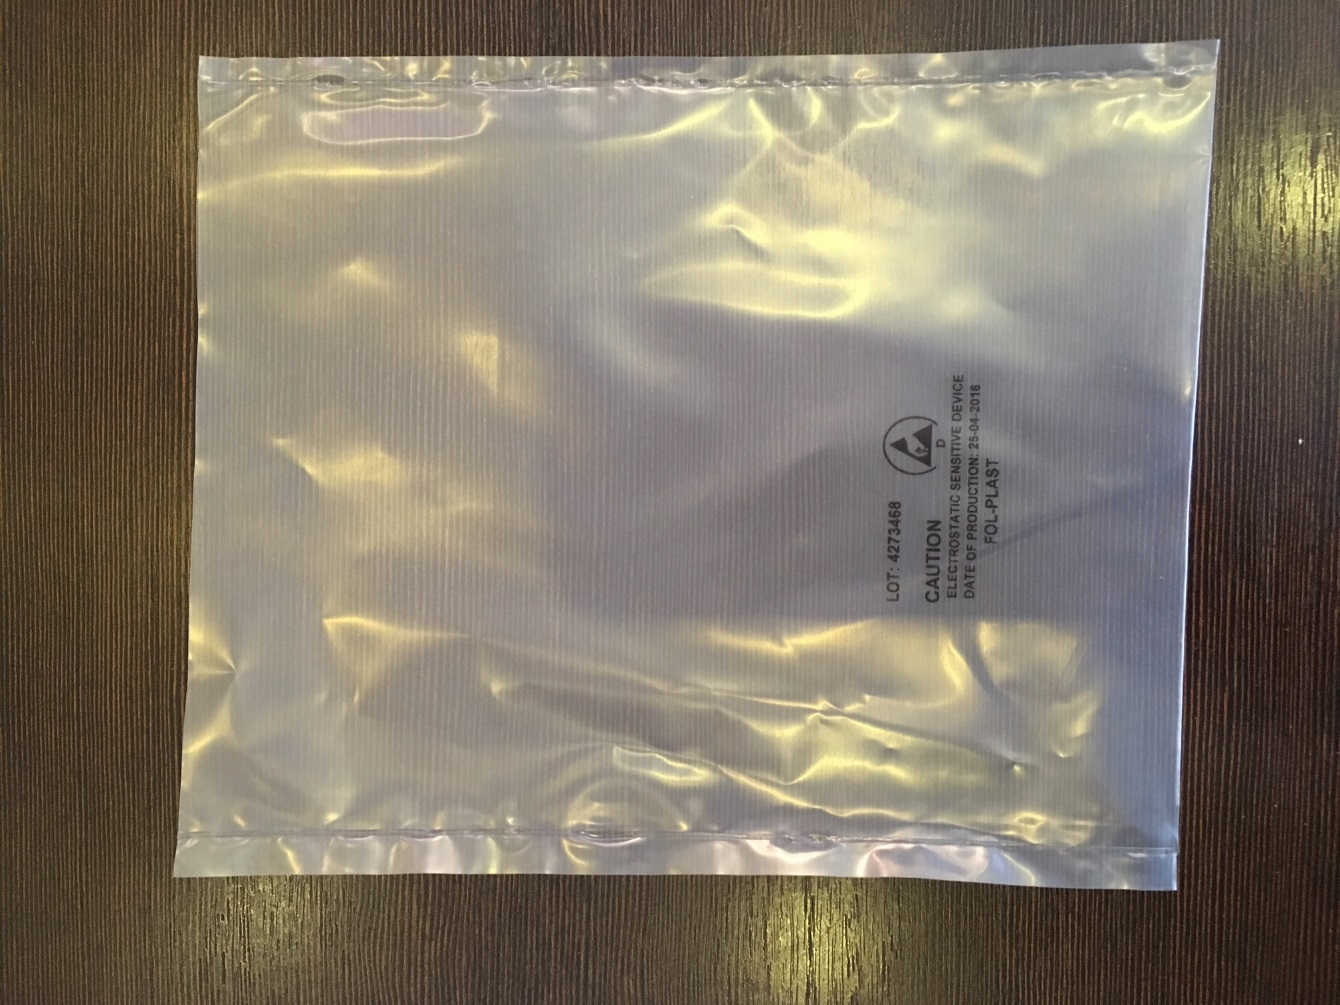 LOT: 4273468
D
CAUTION
ELECTROSTATIC SENSITIVE DEVICE
DATE OF PRODUCTION: 25-04-2018
FOL-PLAST